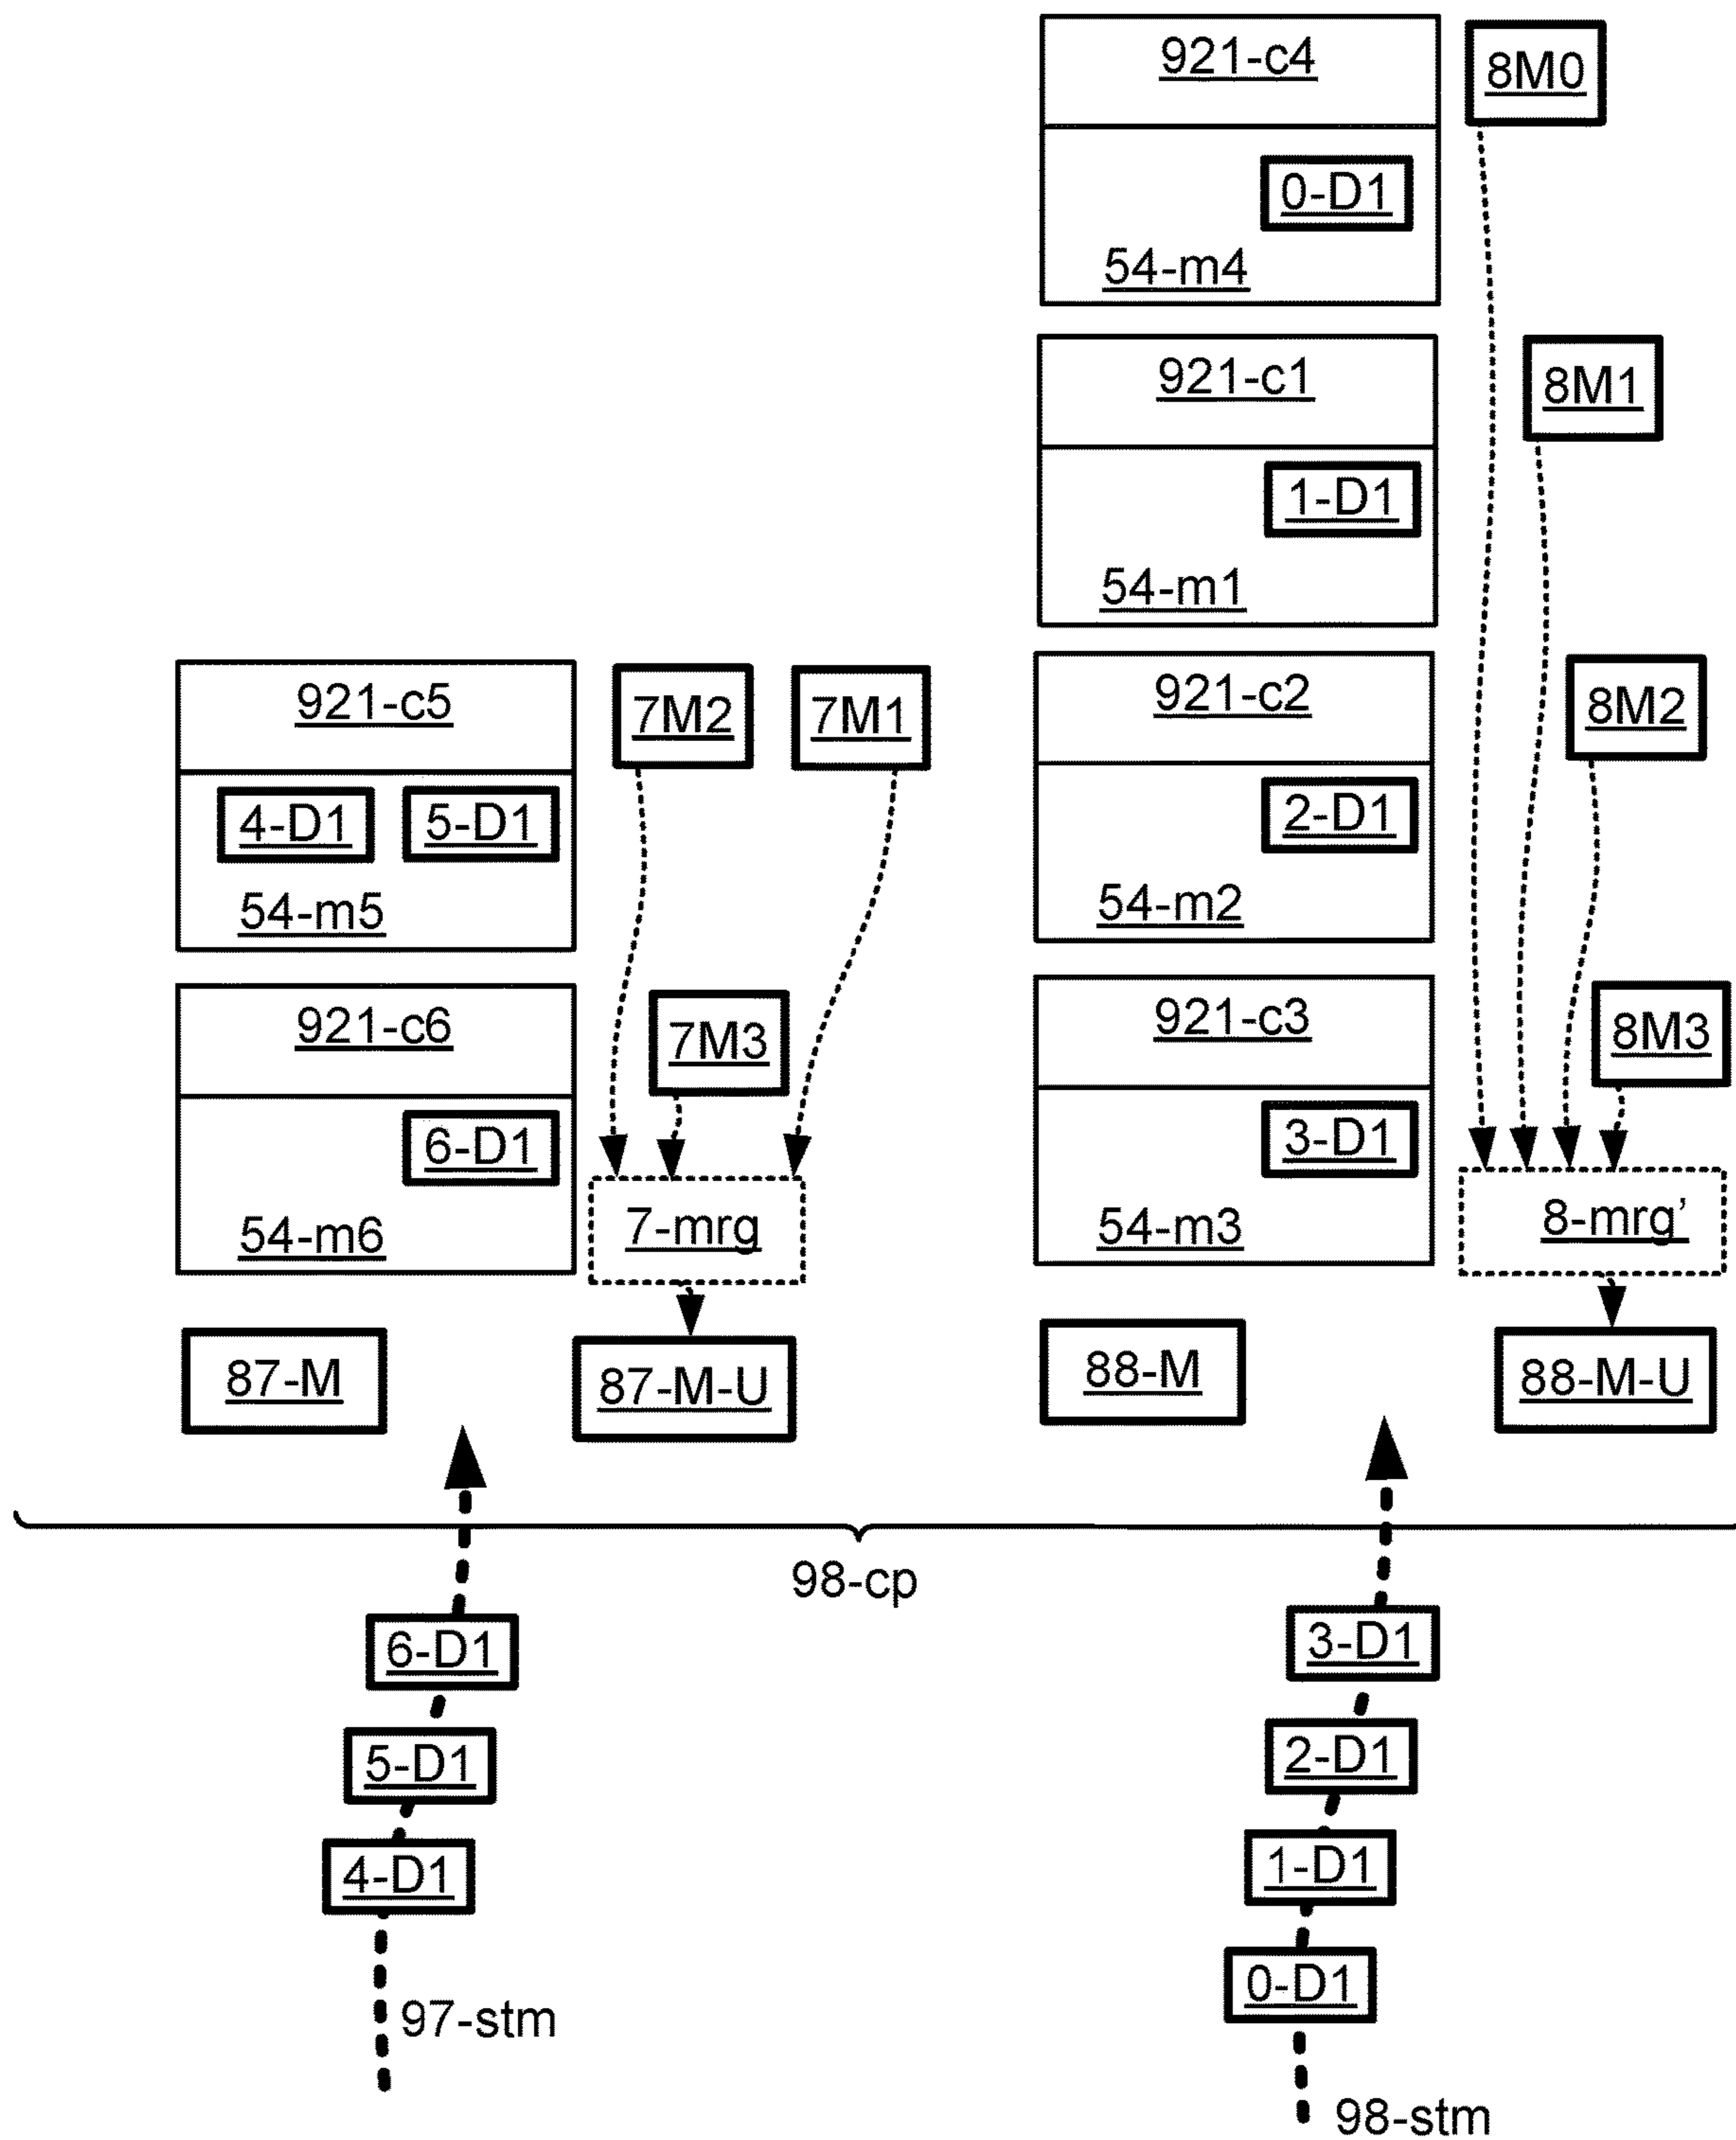 921-c4
8M0
0-D1
54-m4
921-c1
8M1
1-D1
54-m1
921-c5
7M2
7M1
921-c2
8M2
4-D1
5-D1
2-D1
54-m5
54-m2
921-c6
7M3
921-c3
8M3
6-D1
3-D1
54-m6
7-mrg
54-m3
8-mrg’
87-M
87-M-U
88-M
88-M-U
98-cp
6-D1
3-D1
5-D1
2-D1
4-D1
1-D1
0-D1
97-stm
98-stm